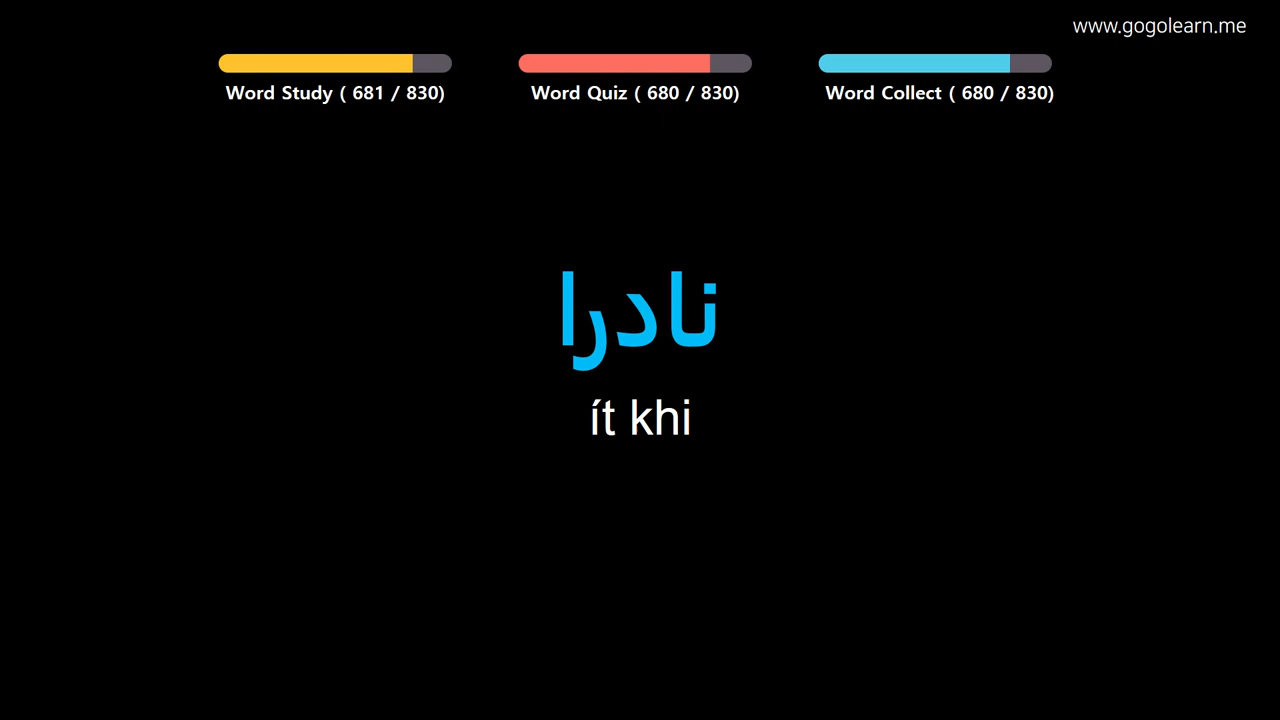 www.gogolearn.me
Word Study ( 681 / 830)
Word Quiz ( 680 / 830)
Word Collect ( 680 / 830)
نادرا
ít khi